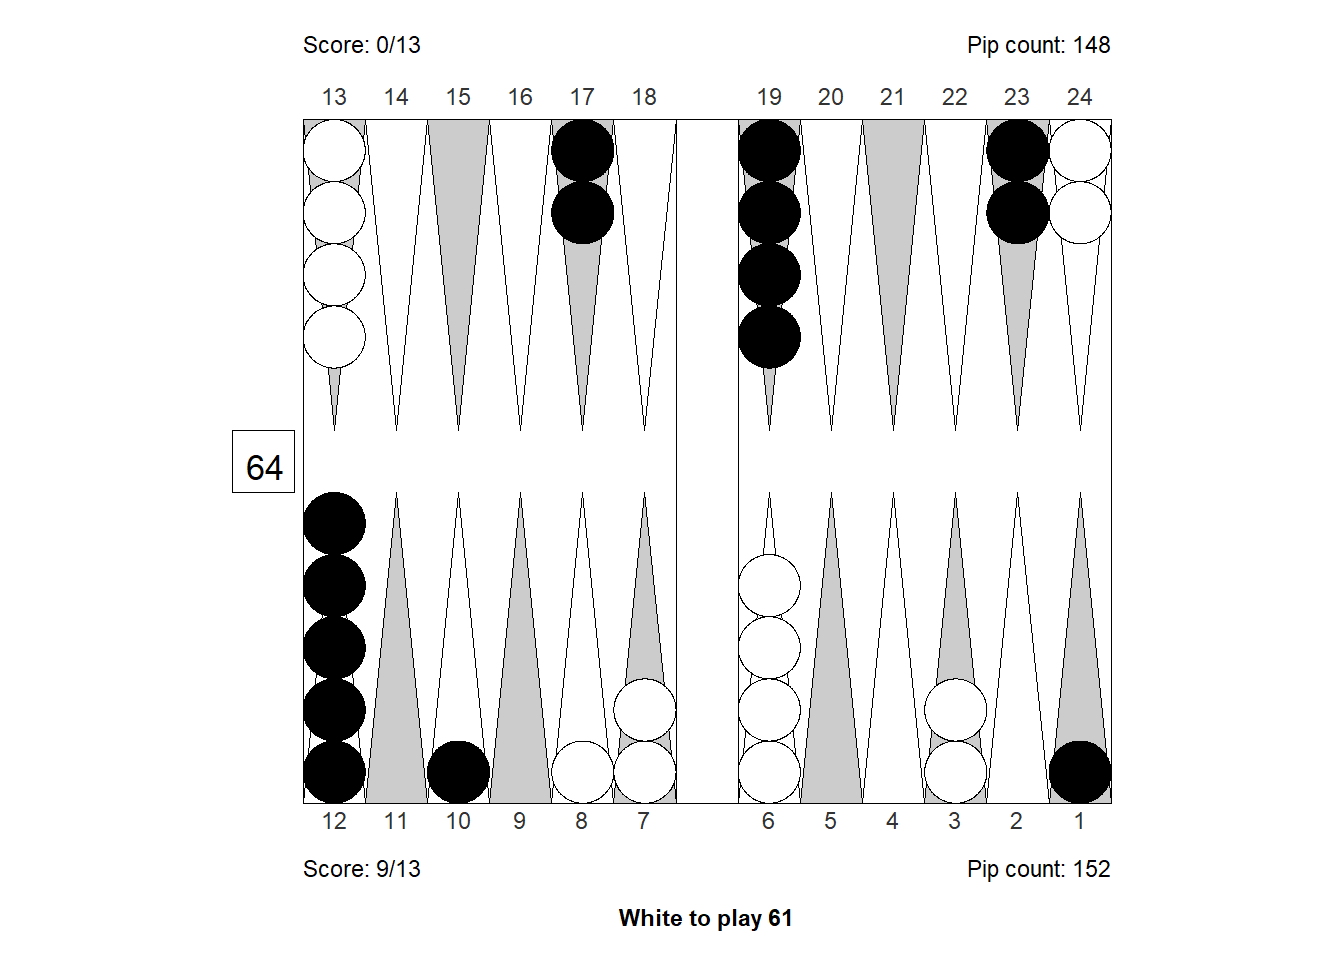 Score: 0/13 Pip count: 148
13 14 15 16 17 18 19 20 21 22 23 24
64
12 11 10 9 8 7 6 5 4 3 2 1
Score: 9/13 Pip count: 152
White to play 61